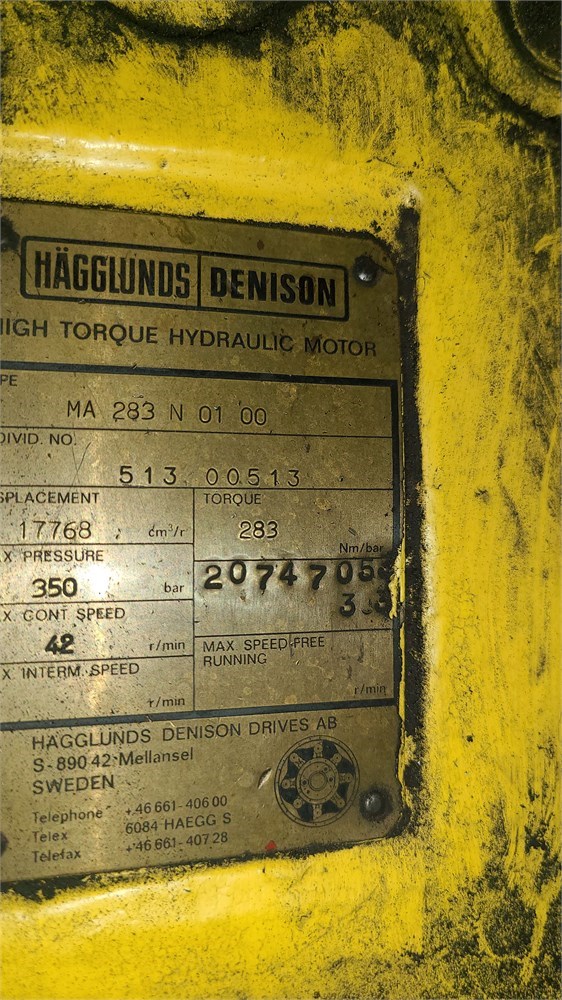 HÄGGLUNDS DENISON
HIGH TORQUE HYDRAULIC MOTOR
PE
MA 283 N 01 00
DIVID. NO.
513 00513
SPLACEMENT
17768 cm³/r
TORQUE
283 Nm/bar
X. PRESSURE
350 bar
2074705
3.3
X. CONT SPEED
42 r/min
MAX SPEED FREE
RUNNING
r/min
X INTERM. SPEED
r/min
HÄGGLUNDS DENISON DRIVES AB
S-890 42 Mellansel
SWEDEN
Telephone +46 661-406 00
Telex 6084 HAEGG S
Telefax +46 661-407 28